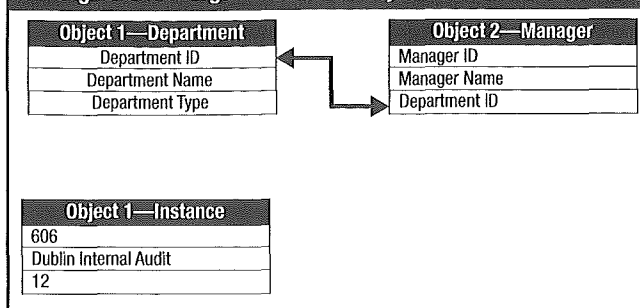 Object 1—Department
Department ID
Department Name
Department Type
Object 2—Manager
Manager ID
Manager Name
Department ID
Object 1—Instance
606
Dublin Internal Audit
12